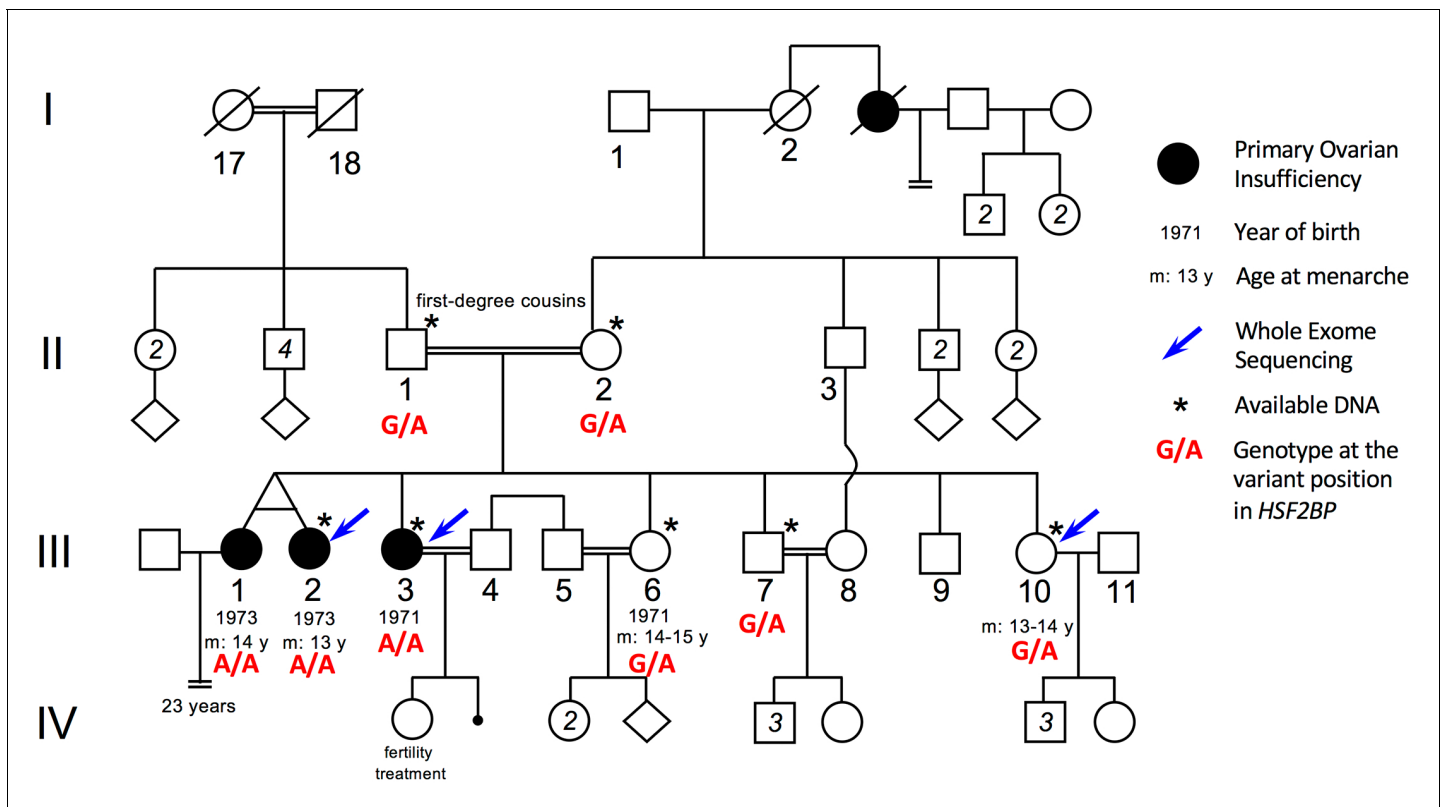 I
17
18
1
2
2
2
Primary Ovarian
Insufficiency
1971
Year of birth
m: 13 y
Age at menarche
Whole Exome
Sequencing
*
Available DNA
G/A
Genotype at the
variant position
in HSF2BP
II
first-degree cousins
2
4
*
*
2
2
1
2
3
G/A
G/A
III
*
*
*
*
*
1
2
3
4
5
6
7
8
9
10
11
1973
1973
1971
1971
m: 14 y
m: 13 y
m: 14-15 y
m: 13-14 y
A/A
A/A
A/A
G/A
G/A
G/A
IV
23 years
2
3
3
fertility
treatment